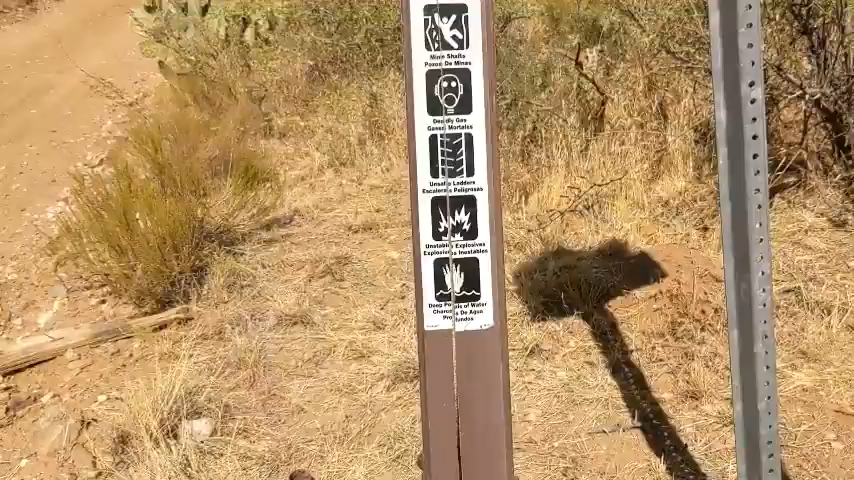 Mine Shafts
Pozos De Minas
Deadly Gas
Gases Mortales
Unsafe Ladders
Escaleras Peligrosas
Unstable Explosives
Explosivos Inestables
Deep Pools of Water
Charcos De Agua
Profundos